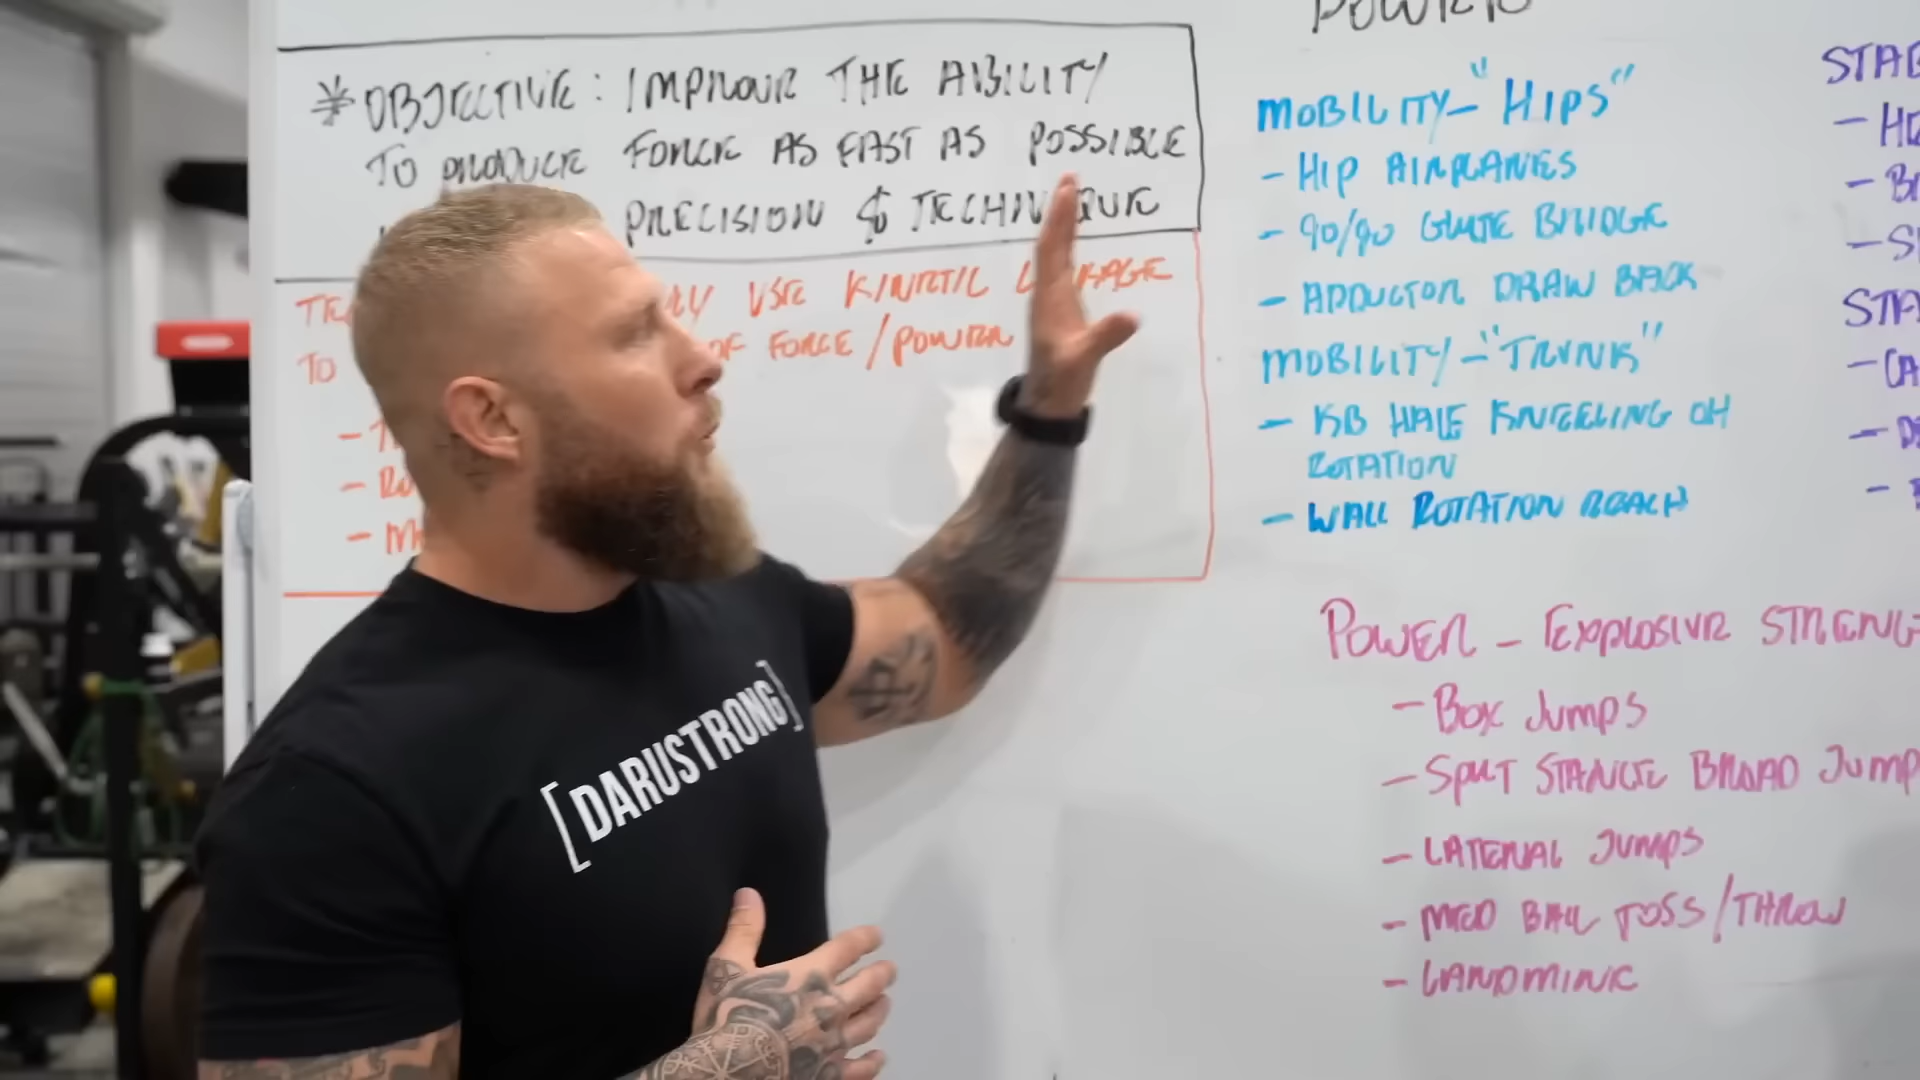 * OBJECTIVE: IMPROVE THE ABILITY
TO PRODUCE FORCE AS FAST AS POSSIBLE
PRECISION & TECHNIQUE
USE KINETIC LINKAGE
TO OF FORCE/POWER
POWER
MOBILITY - "HIPS"
- HIP AIRPLANES
- 90/90 GLUTE BRIDGE
- ADDUCTOR DRAW BACK
MOBILITY - "TRUNK"
- KB HALF KNEELING OH
ROTATION
- WALL ROTATION REACH
POWER - EXPLOSIVE STRENG
- BOX JUMPS
- SPLIT STANCE BROAD JUMP
- LATERAL JUMPS
- MED BALL TOSS/THROW
- LANDMINE
[DARUSTRONG]